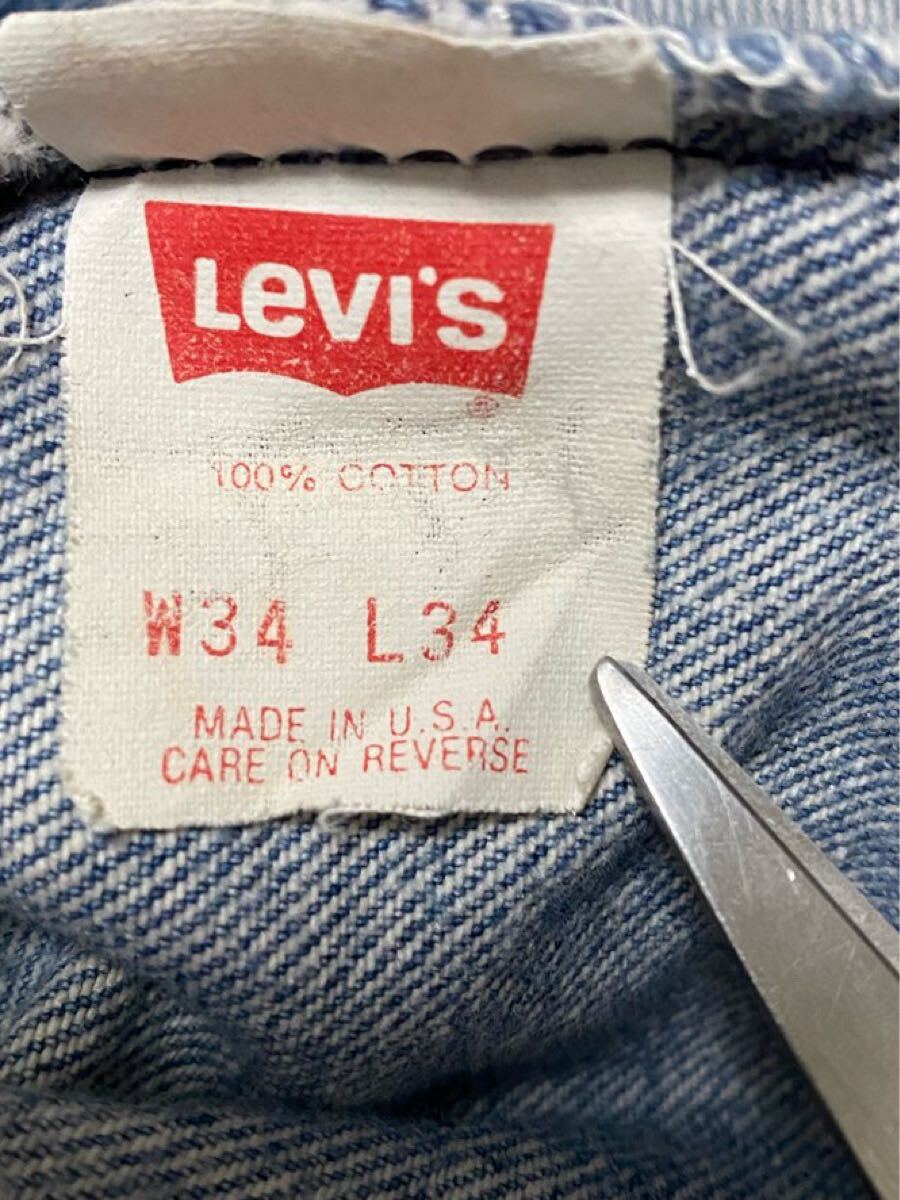 Levi's
®
100% COTTON
W34 L34
MADE IN U.S.A.
CARE ON REVERSE